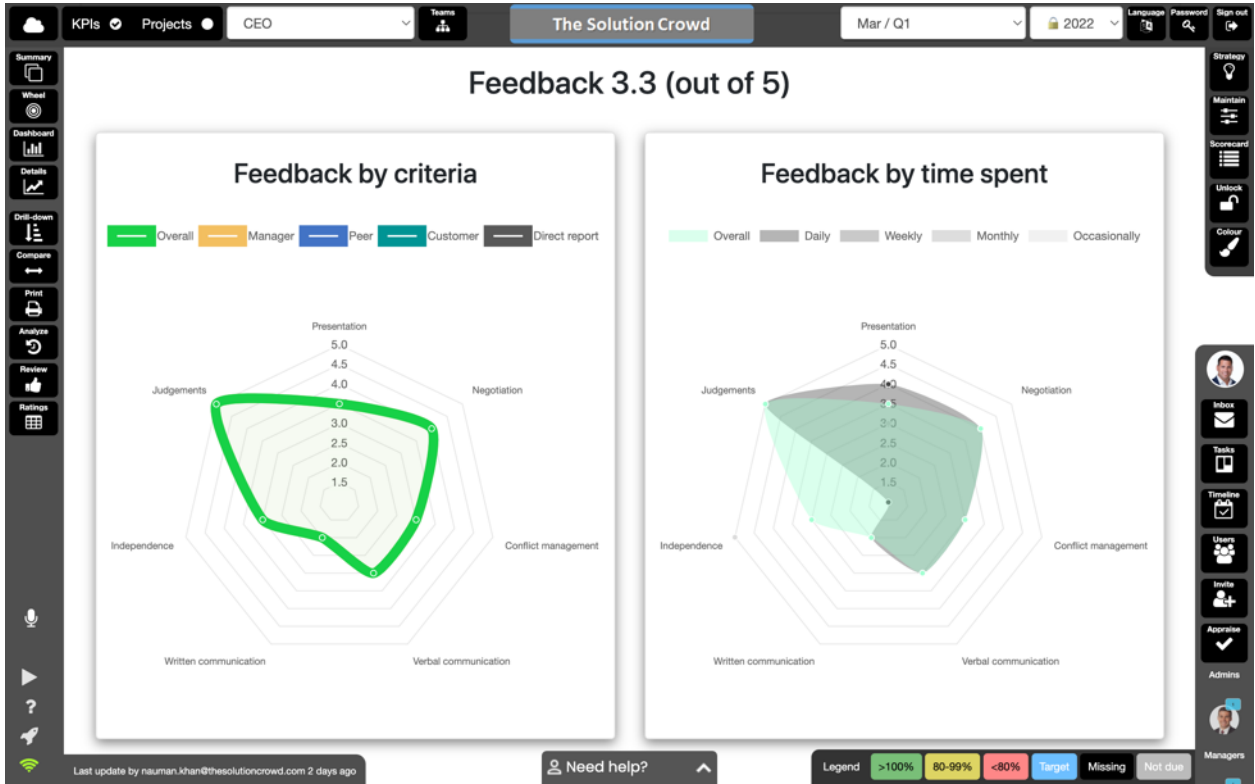 KPIs Projects CEO Teams The Solution Crowd Mar / Q1 2022 Language Password Sign out
Summary
Wheel
Dashboard
Details
Drill-down
Compare
Print
Analyze
Review
Ratings
Feedback 3.3 (out of 5)
Feedback by criteria
Overall Manager Peer Customer Direct report
Presentation
5.0
4.5
4.0
3.0
2.5
2.0
1.5
Judgements
Negotiation
Independence
Conflict management
Written communication
Verbal communication
Feedback by time spent
Overall Daily Weekly Monthly Occasionally
Presentation
5.0
4.5
4.0
3.5
3.0
2.5
2.0
1.5
Judgements
Negotiation
Independence
Conflict management
Written communication
Verbal communication
Strategy
Maintain
Scorecard
Unlock
Colour
Inbox
Tasks
Timeline
Users
Invite
Appraise
Admins
Managers
?
Last update by nauman.khan@thesolutioncrowd.com 2 days ago
Need help?
Legend >100% 80-99% <80% Target Missing Not due